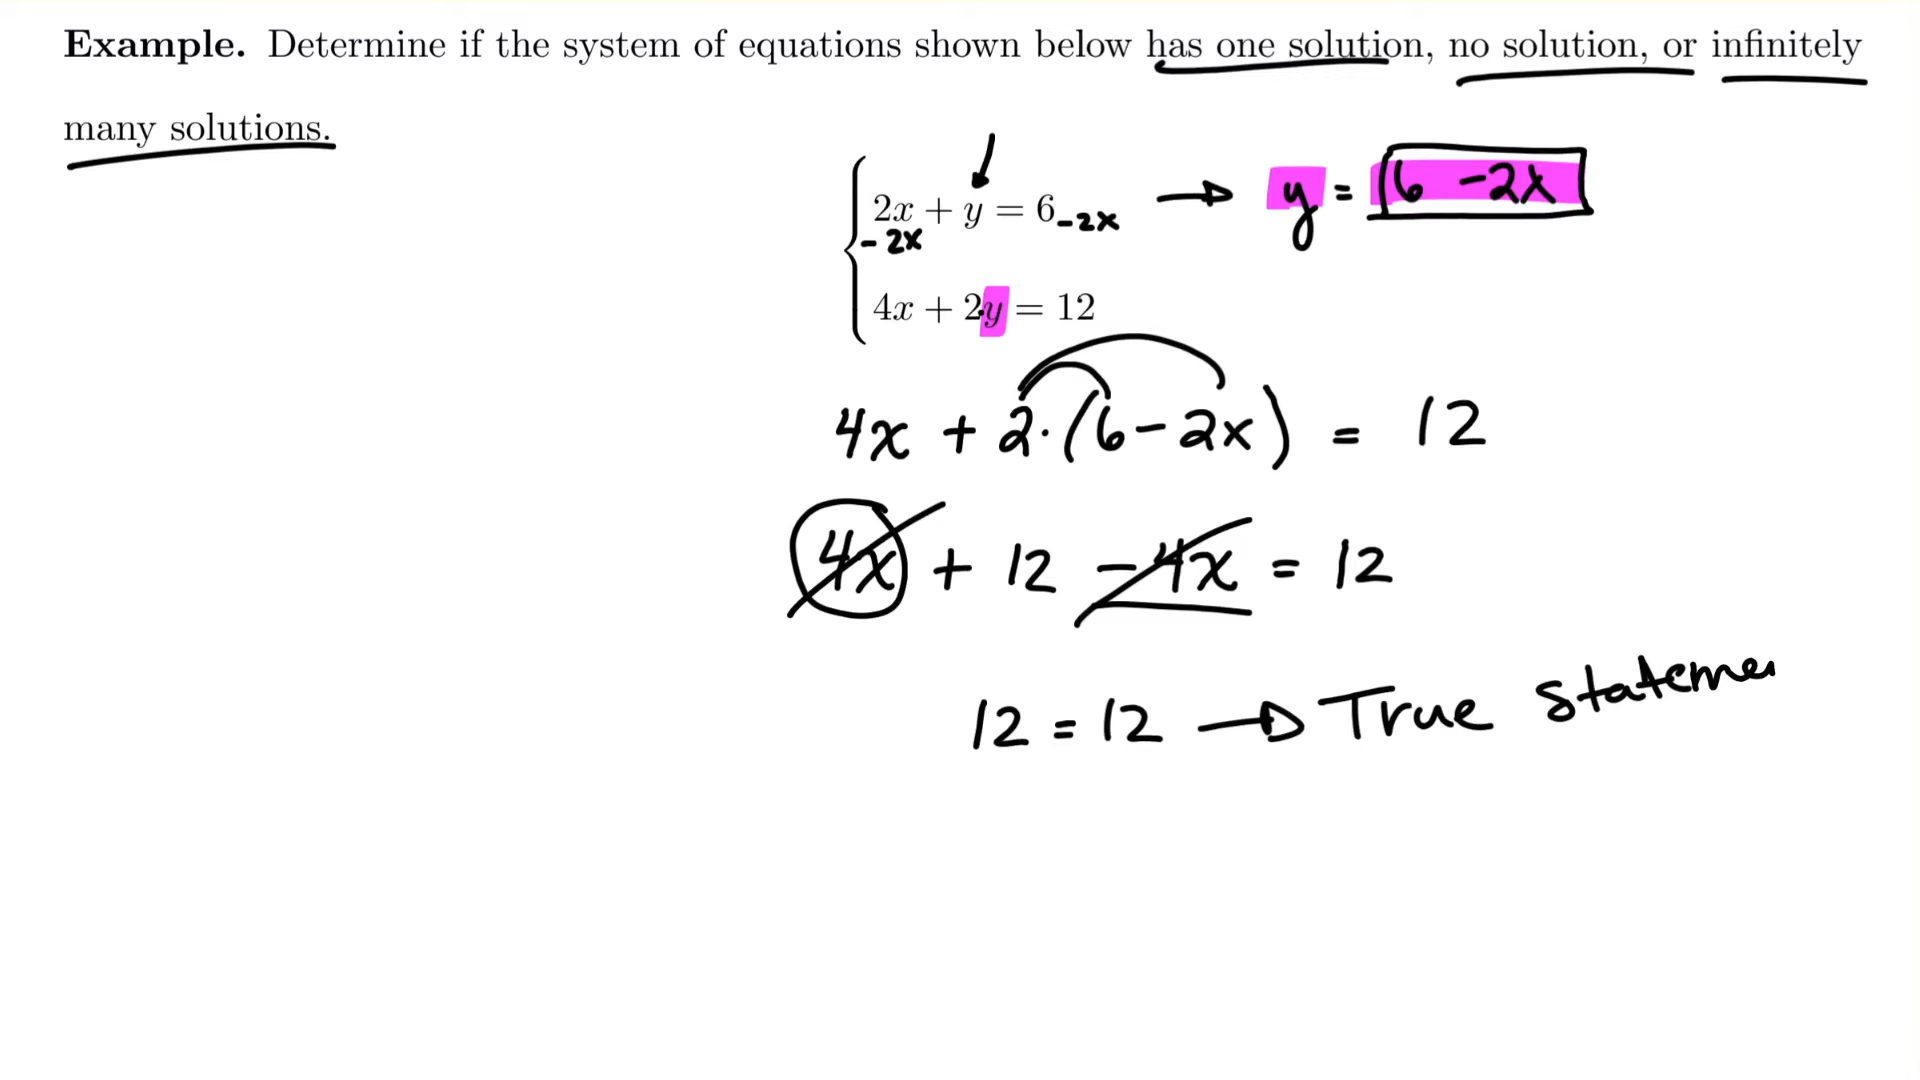 Example. Determine if the system of equations shown below has one solution, no solution, or infinitely
many solutions.
2x + y = 6 -2x → y = 6 -2x
-2x
4x + 2·y = 12
4x + 2·(6-2x) = 12
4x + 12 -4x = 12
12 = 12 → True stateme